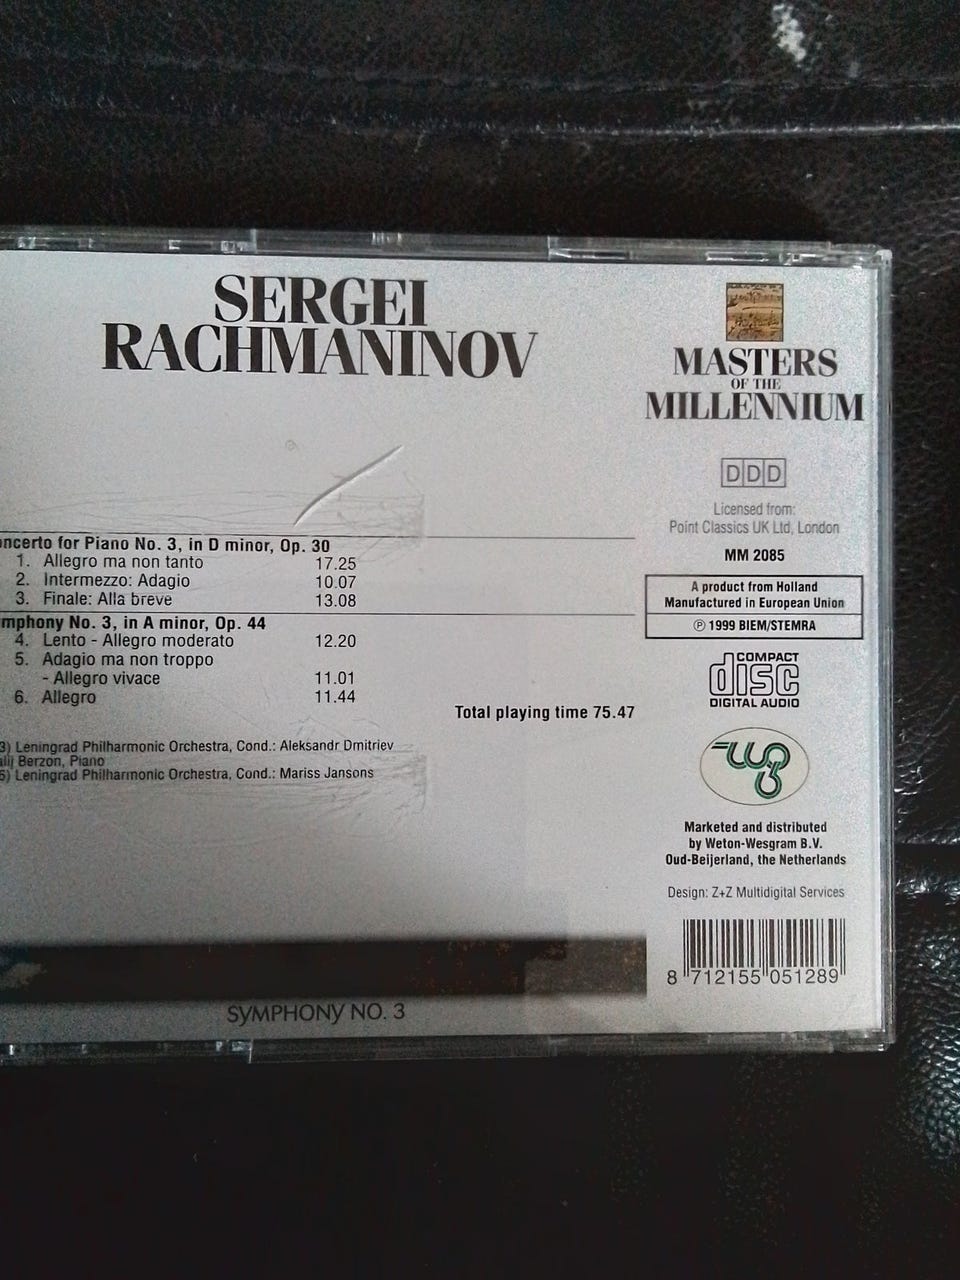 SERGEI
RACHMANINOV
MASTERS
OF THE
MILLENNIUM
DDD
Licensed from:
Point Classics UK Ltd, London
MM 2085
A product from Holland
Manufactured in European Union
Ⓟ 1999 BIEM/STEMRA
COMPACT
disc
DIGITAL AUDIO
oncerto for Piano No. 3, in D minor, Op. 30
1. Allegro ma non tanto 17.25
2. Intermezzo: Adagio 10.07
3. Finale: Alla breve 13.08
mphony No. 3, in A minor, Op. 44
4. Lento - Allegro moderato 12.20
5. Adagio ma non troppo
- Allegro vivace 11.01
6. Allegro 11.44
Total playing time 75.47
3) Leningrad Philharmonic Orchestra, Cond.: Aleksandr Dmitriev
alij Berzon, Piano
6) Leningrad Philharmonic Orchestra, Cond.: Mariss Jansons
Marketed and distributed
by Weton-Wesgram B.V.
Oud-Beijerland, the Netherlands
Design: Z+Z Multidigital Services
8 712155 051289
SYMPHONY NO. 3